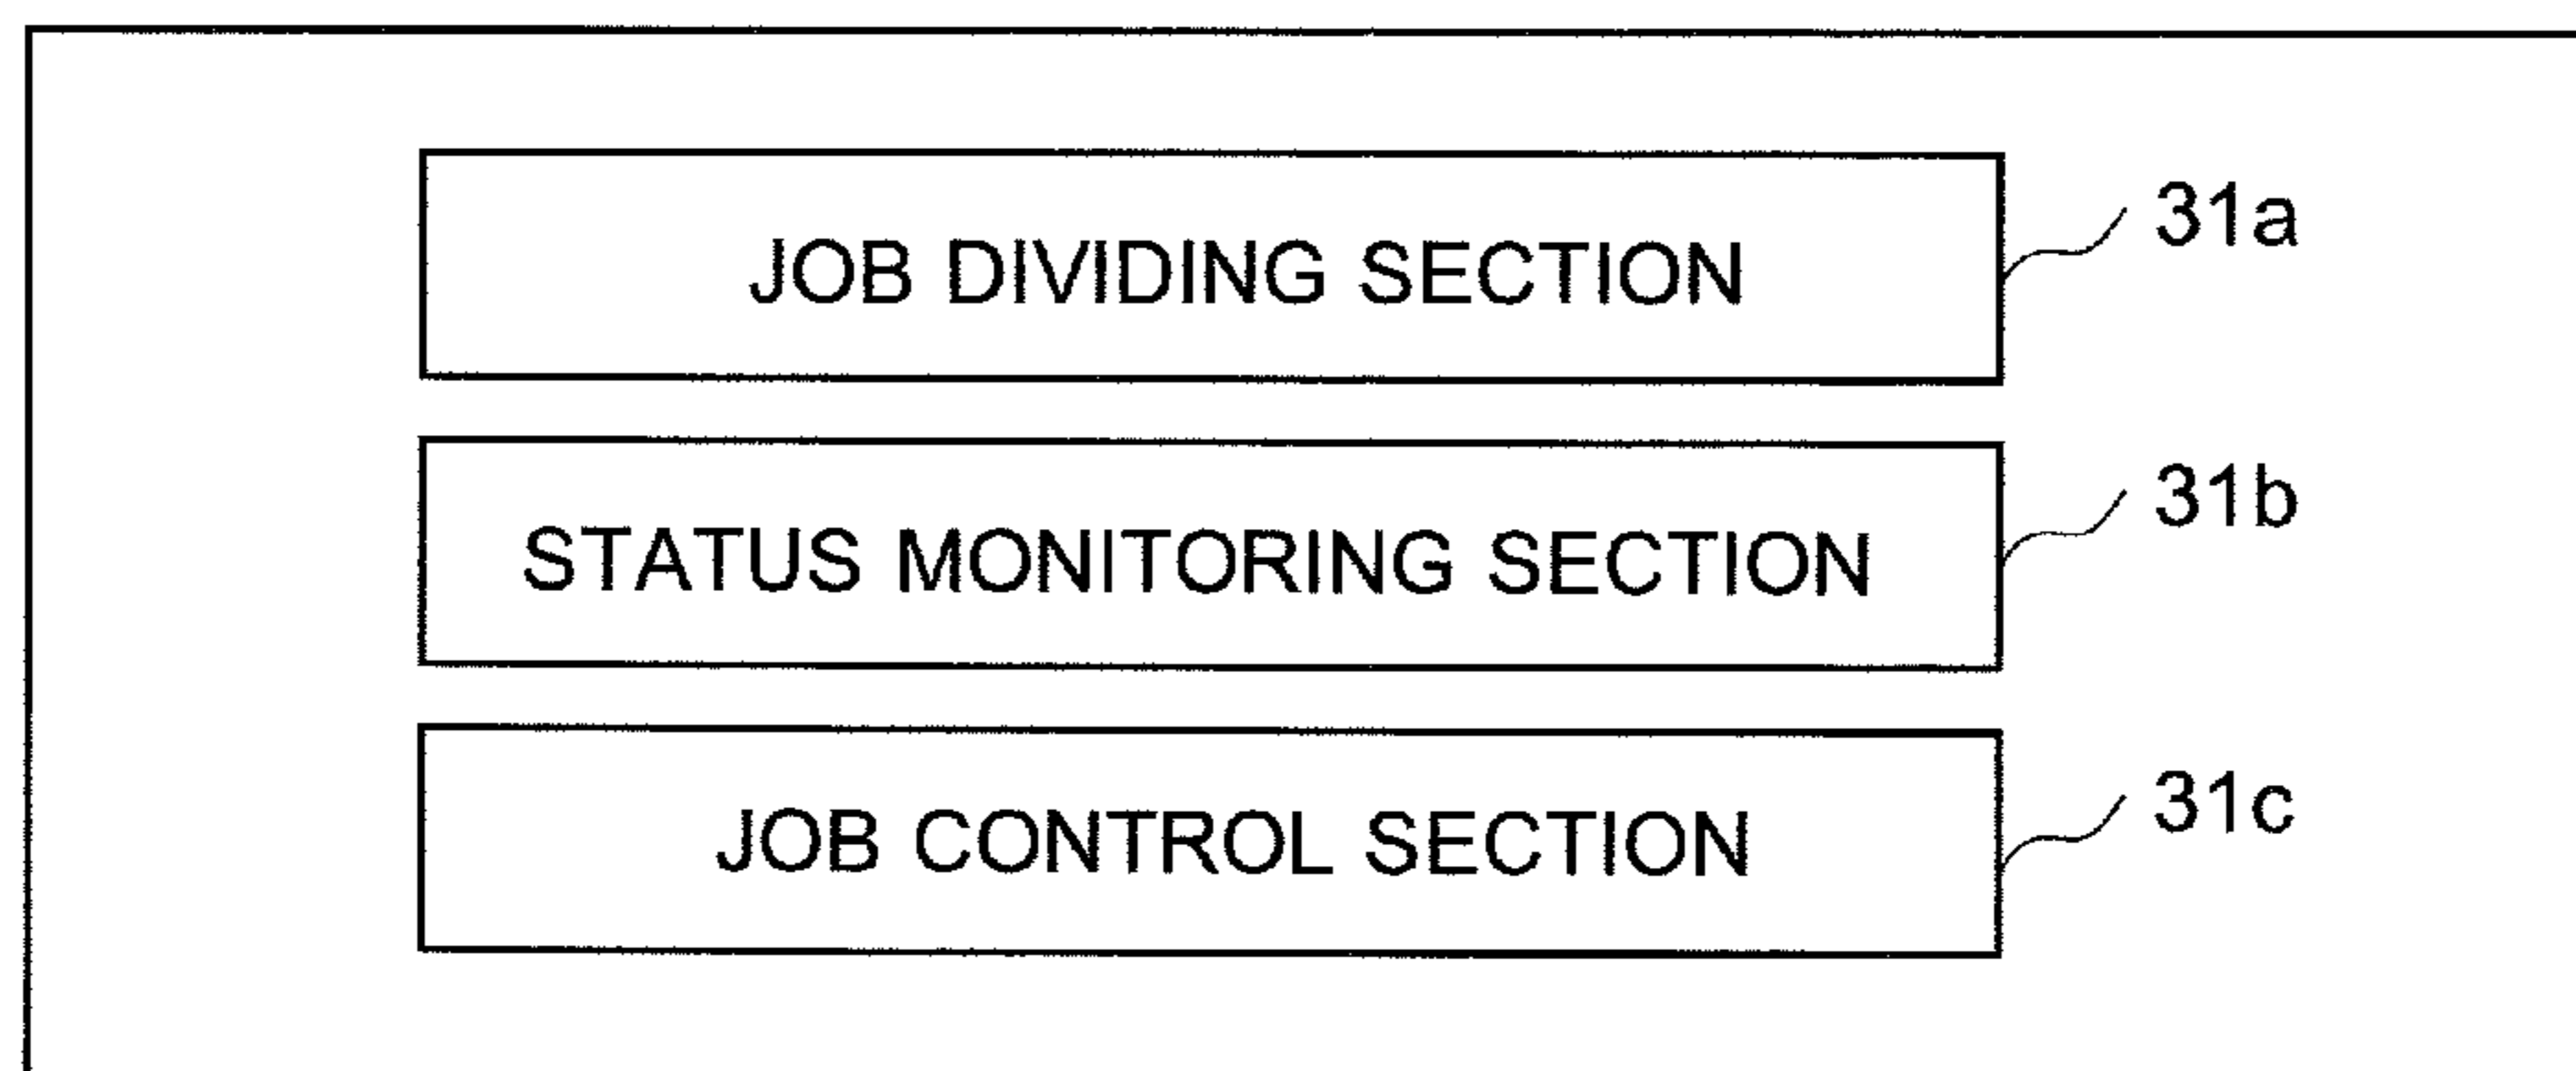 JOB DIVIDING SECTION 31a
STATUS MONITORING SECTION 31b
JOB CONTROL SECTION 31c